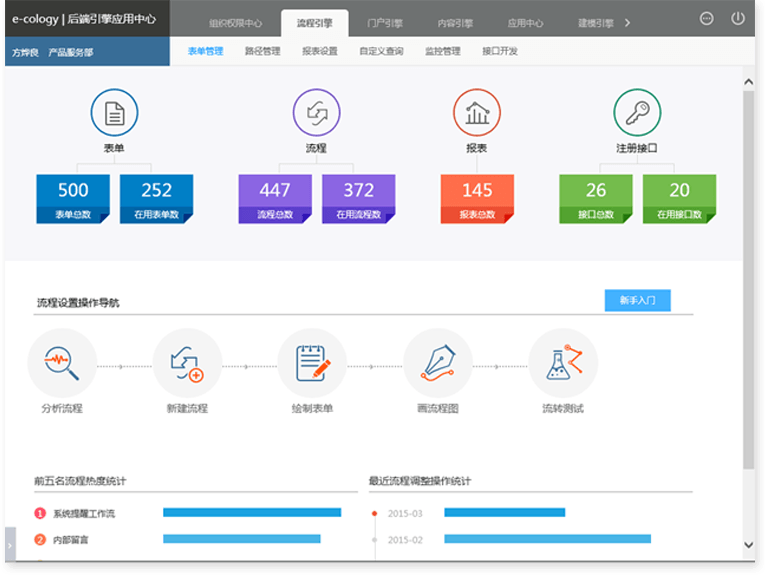 e-cology | 后端引擎应用中心 组织权限中心 流程引擎 门户引擎 内容引擎 应用中心 建模引擎
方烨良 产品服务部 表单管理 路径管理 报表设置 自定义查询 监控管理 接口开发
表单 流程 报表 注册接口
500 252 447 372 145 26 20
表单总数 在用表单数 流程总数 在用流程数 报表总数 接口总数 在用接口数
流程设置操作导航 新手入门
分析流程 新建流程 绘制表单 画流程图 流转测试
前五名流程热度统计 最近流程调整操作统计
1 系统提醒工作流 2015-03
2 内部留言 2015-02